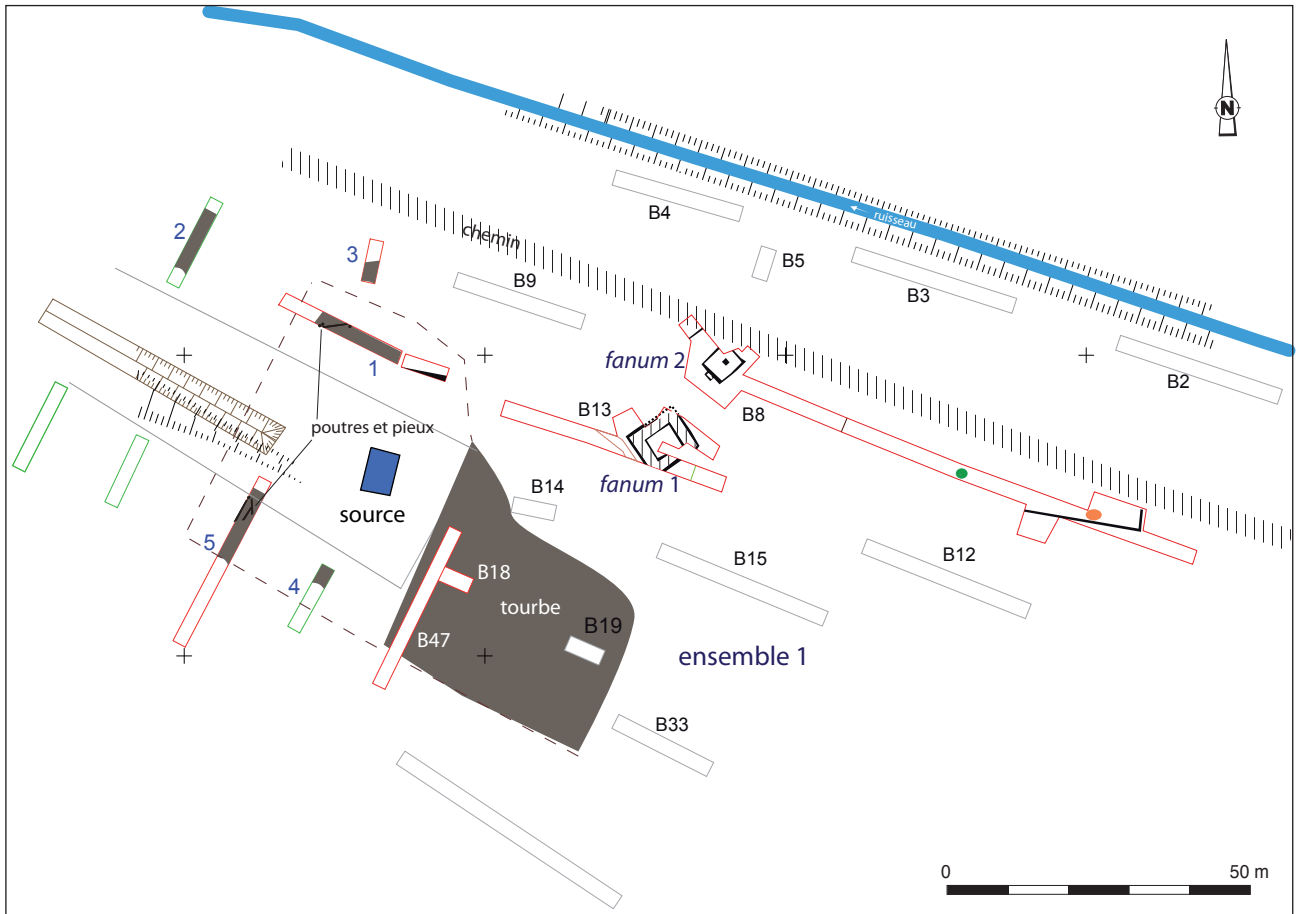 N
B4
ruisseau
2
chemin
3
B5
B9
B3
fanum 2
1
B2
B13
B8
poutres et pieux
fanum 1
B14
source
5
B15
B12
4
B18
tourbe
B19
B47
ensemble 1
B33
0 50 m